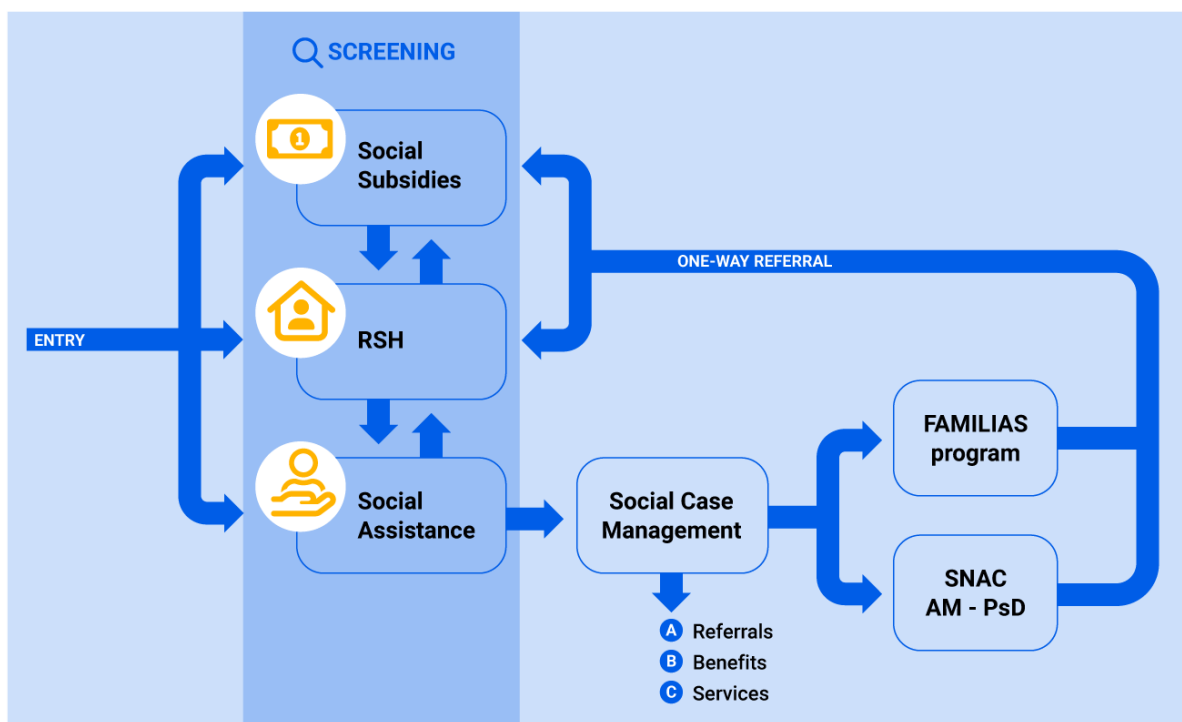 SCREENING
1
Social
Subsidies
ONE-WAY REFERRAL
ENTRY
RSH
FAMILIAS
program
Social
Assistance
Social Case
Management
SNAC
AM - PsD
A Referrals
B Benefits
C Services